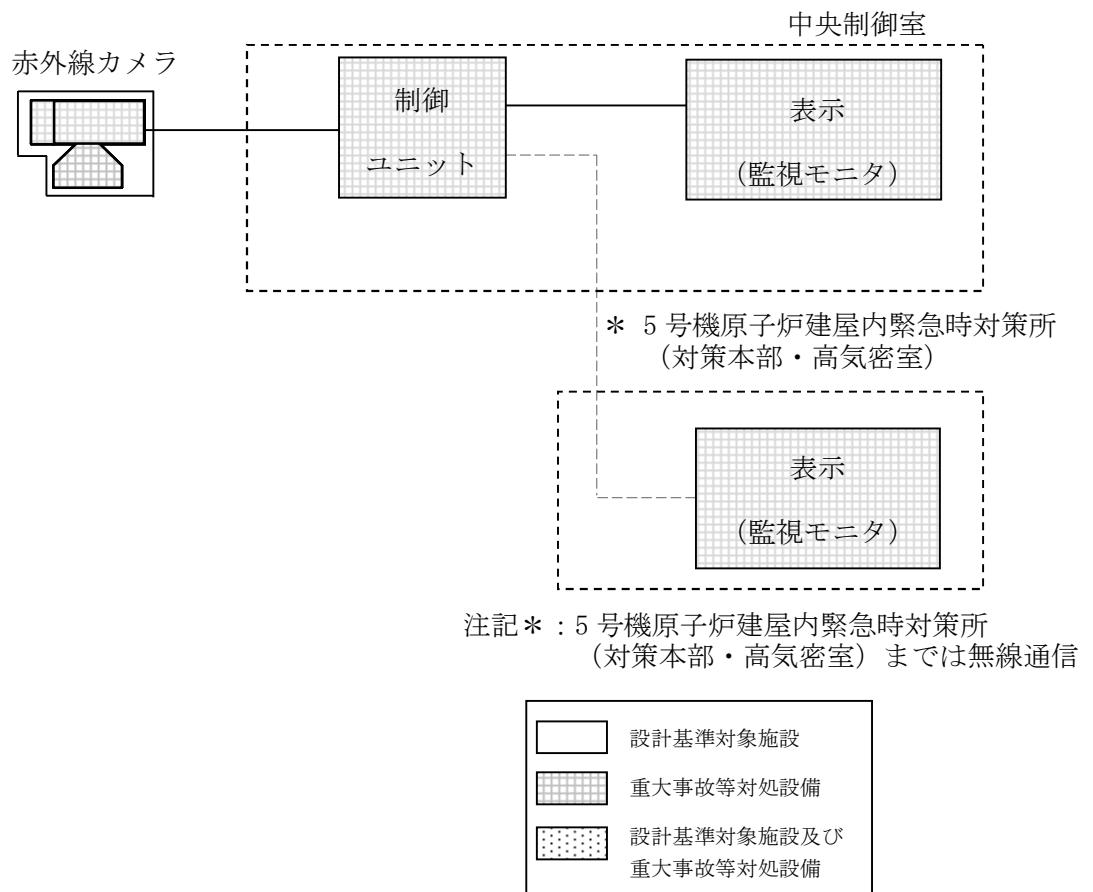 中央制御室
赤外線カメラ
制御
ユニット
表示
(監視モニタ)
* 5号機原子炉建屋内緊急時対策所
(対策本部・高気密室)
表示
(監視モニタ)
注記*：5号機原子炉建屋内緊急時対策所
(対策本部・高気密室)までは無線通信
設計基準対象施設
重大事故等対処設備
設計基準対象施設及び
重大事故等対処設備